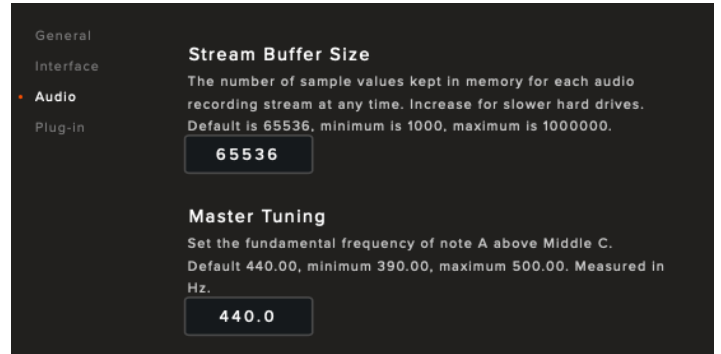 General
Interface
Audio
Plug-in
Stream Buffer Size
The number of sample values kept in memory for each audio
recording stream at any time. Increase for slower hard drives.
Default is 65536, minimum is 1000, maximum is 1000000.
65536
Master Tuning
Set the fundamental frequency of note A above Middle C.
Default 440.00, minimum 390.00, maximum 500.00. Measured in
Hz.
440.0